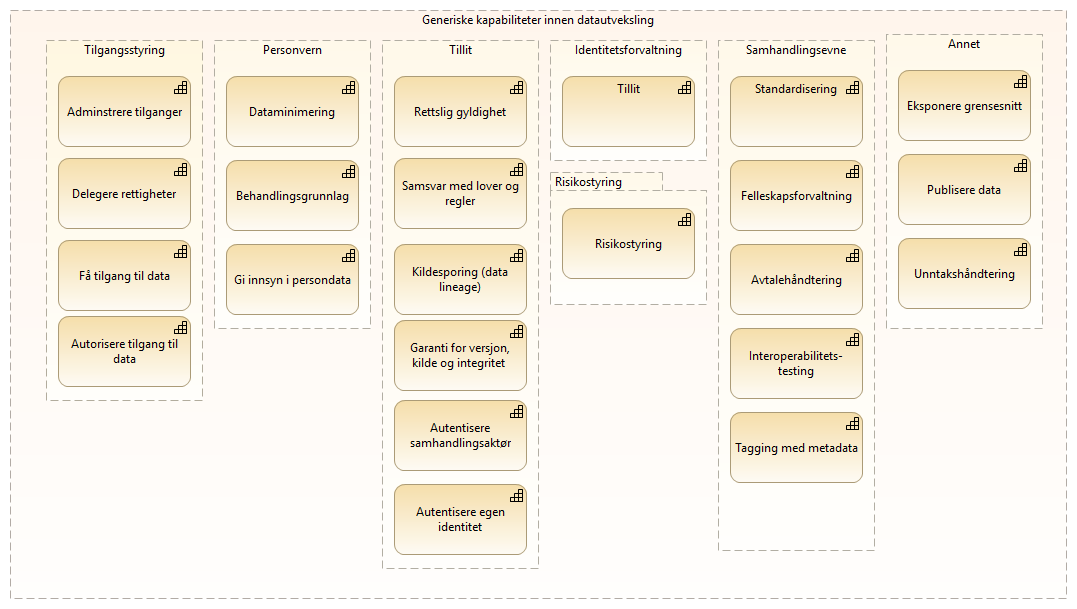 Generiske kapabiliteter innen datautveksling
Tilgangsstyring
Adminstrere tilganger
Delegere rettigheter
Få tilgang til data
Autorisere tilgang til
data
Personvern
Dataminimering
Behandlingsgrunnlag
Gi innsyn i persondata
Tillit
Rettslig gyldighet
Samsvar med lover og
regler
Kildesporing (data
lineage)
Garanti for versjon,
kilde og integritet
Autentisere
samhandlingsaktør
Autentisere egen
identitet
Identitetsforvaltning
Tillit
Risikostyring
Risikostyring
Samhandlingsevne
Standardisering
Felleskapsforvaltning
Avtalehåndtering
Interoperabilitets-
testing
Tagging med metadata
Annet
Eksponere grensesnitt
Publisere data
Unntakshåndtering